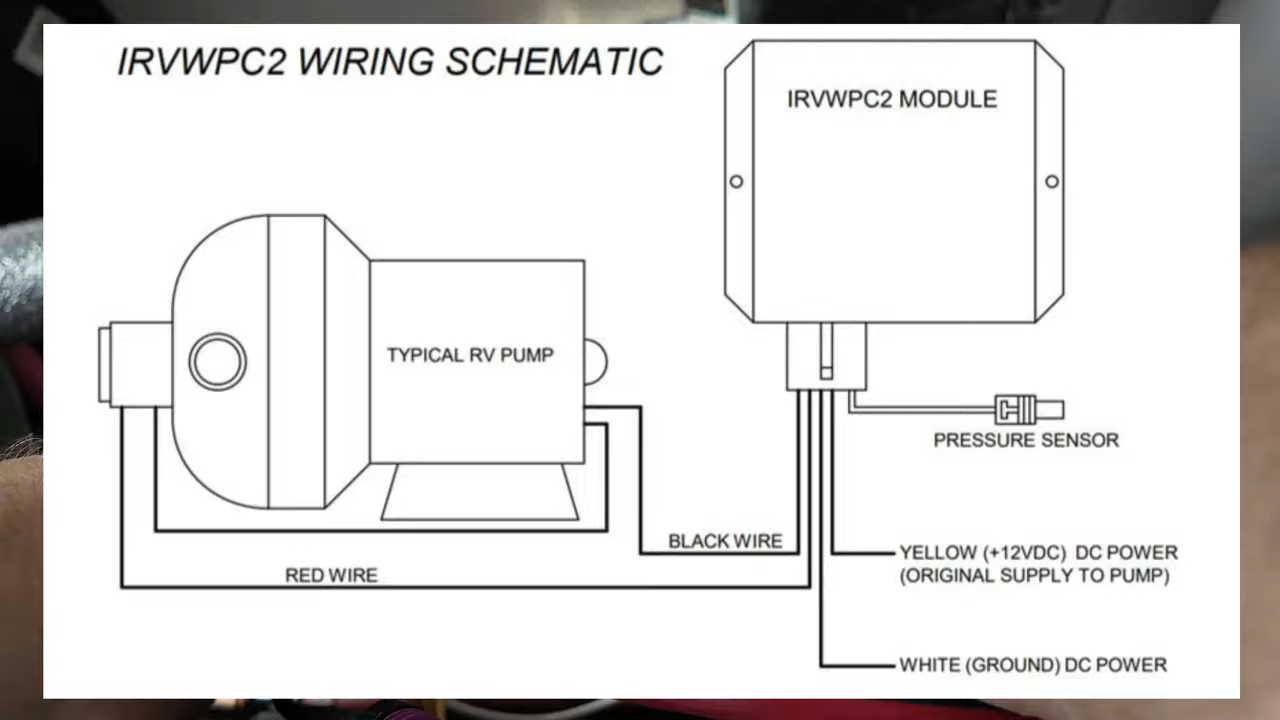 IRVWPC2 WIRING SCHEMATIC
IRVWPC2 MODULE
TYPICAL RV PUMP
PRESSURE SENSOR
BLACK WIRE
YELLOW (+12VDC) DC POWER
(ORIGINAL SUPPLY TO PUMP)
RED WIRE
WHITE (GROUND) DC POWER